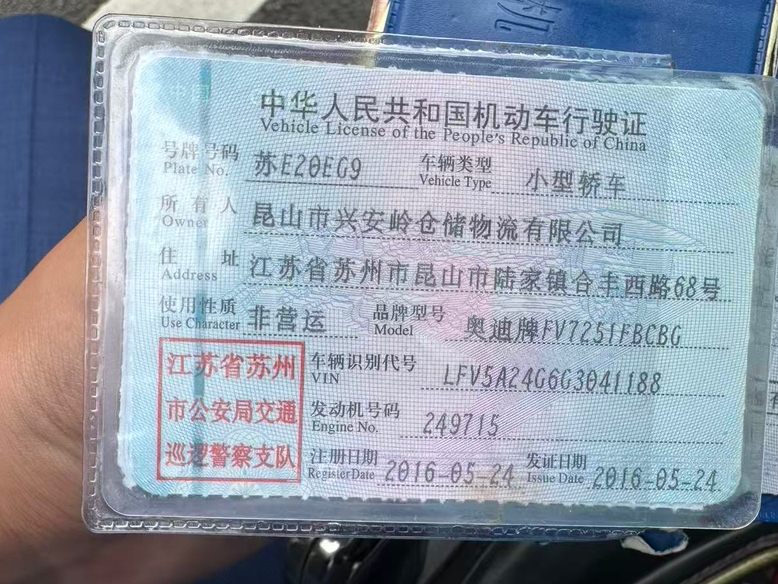 机
中国
中华人民共和国机动车行驶证
Vehicle License of the People's Republic of China
号牌号码 苏E20EG9 车辆类型 小型轿车
Plate No. Vehicle Type
所有人 昆山市兴安岭仓储物流有限公司
Owner
住址 江苏省苏州市昆山市陆家镇合丰西路68号
Address
使用性质 非营运 品牌型号 奥迪牌FV7251FBCBG
Use Character Model
江苏省苏州
市公安局交通
巡逻警察支队
车辆识别代号 LFV5A24G6G3041188
VIN
发动机号码 249715
Engine No.
注册日期 2016-05-24 发证日期 2016-05-24
Register Date Issue Date